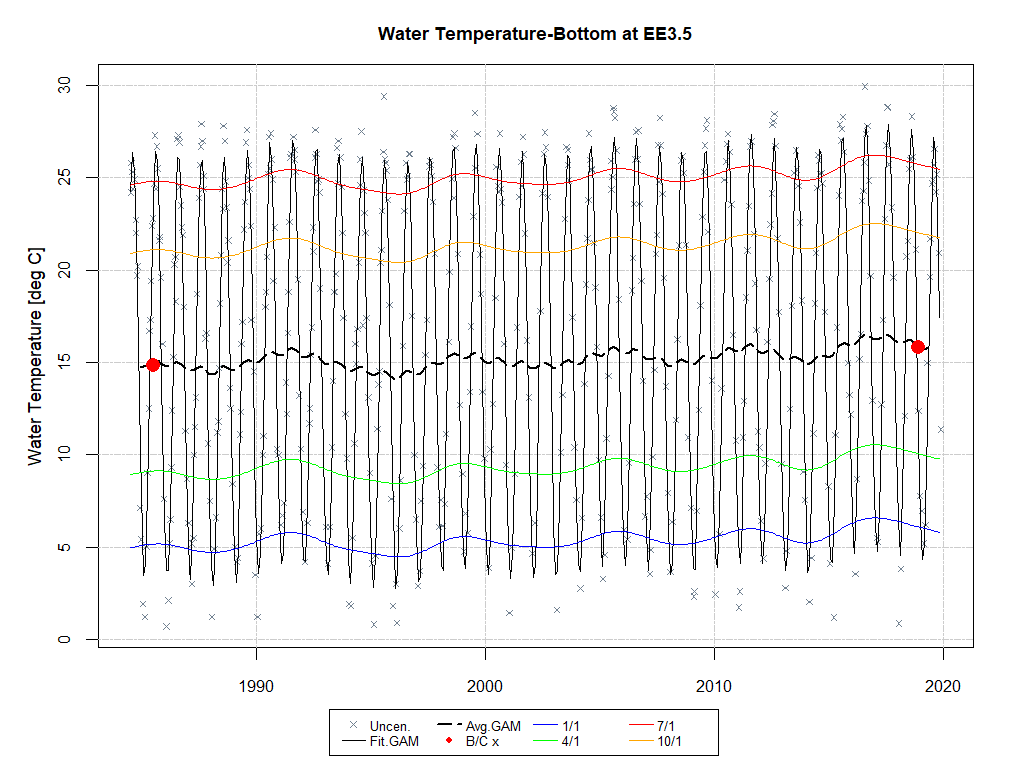 Water Temperature-Bottom at EE3.5
Water Temperature [deg C]
30
25
20
15
10
5
0
1990 2000 2010 2020
Uncen. Avg.GAM 1/1 7/1
Fit.GAM B/C x 4/1 10/1